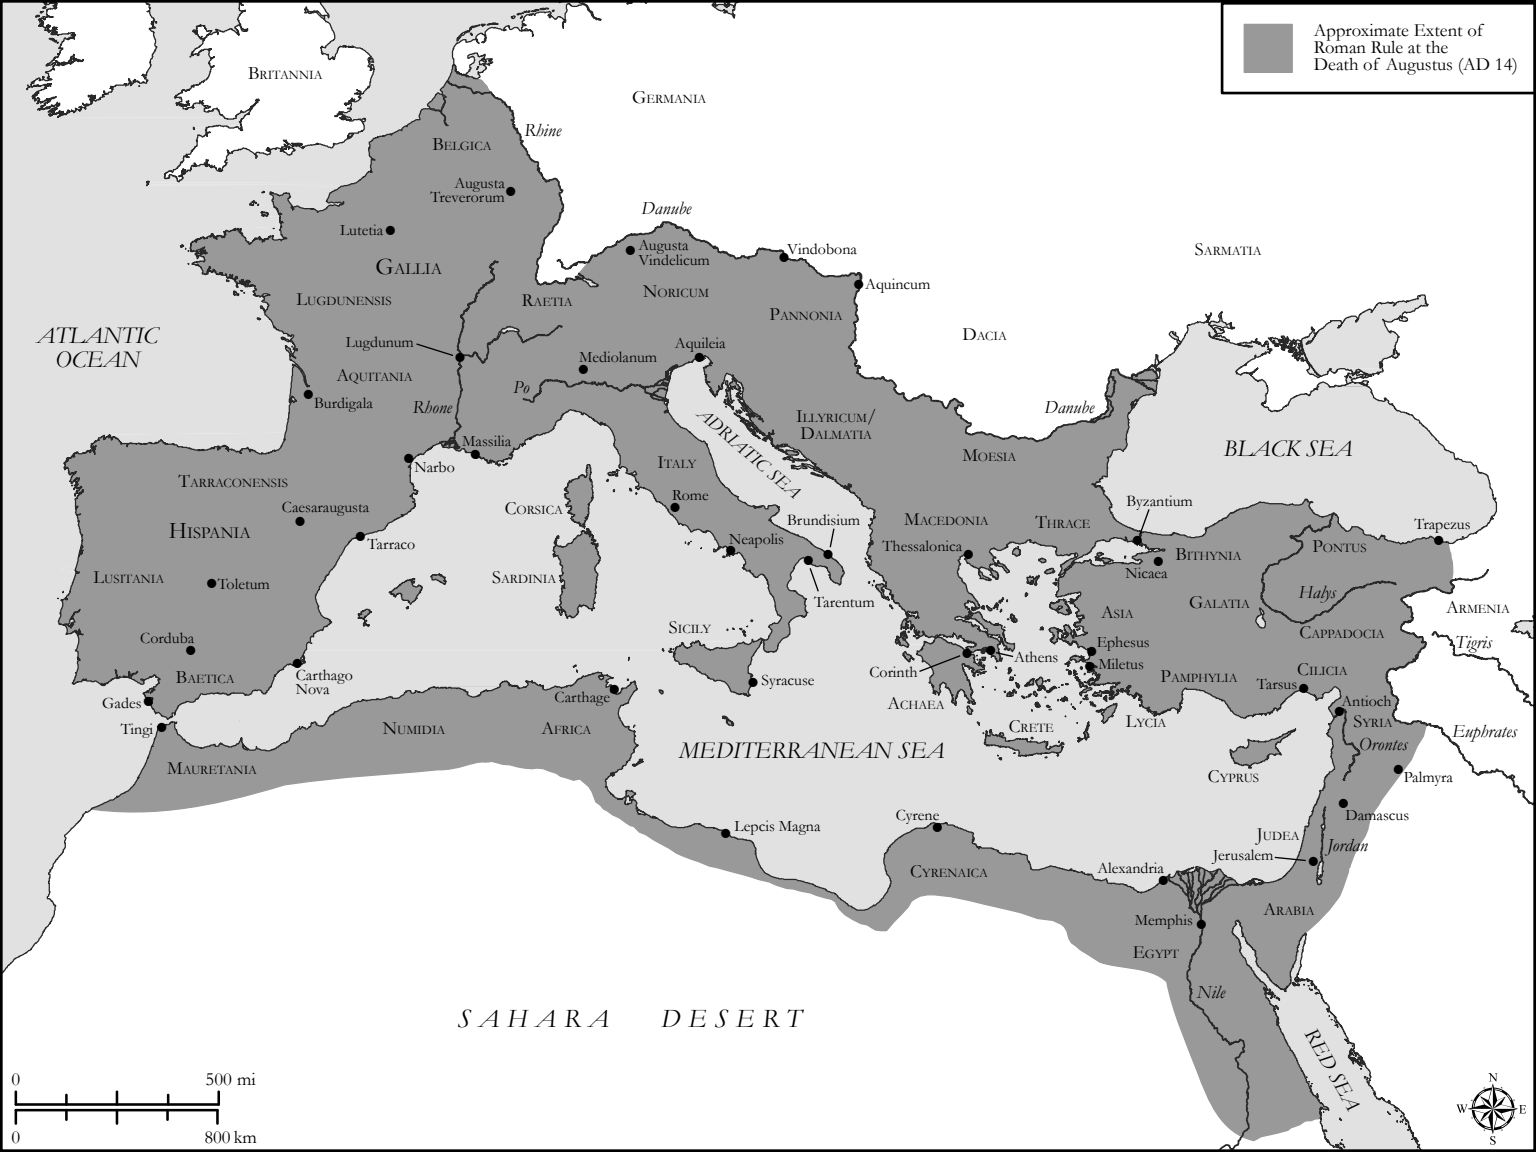 Approximate Extent of
Roman Rule at the
Death of Augustus (AD 14)
BRITANNIA
GERMANIA
Rhine
BELGICA
Augusta
Treverorum
Danube
Lutetia
Augusta
Vindelicum
Vindobona
SARMATIA
GALLIA
Aquincum
LUGDUNENSIS
RAETIA
NORICUM
PANNONIA
ATLANTIC
OCEAN
DACIA
Lugdunum
Mediolanum
Aquileia
AQUITANIA
Po
Burdigala
Rhone
ADRIATIC SEA
ILLYRICUM/
DALMATIA
Danube
BLACK SEA
Massilia
Narbo
ITALY
MOESIA
TARRACONENSIS
Caesaraugusta
CORSICA
Rome
Brundisium
MACEDONIA
THRACE
Byzantium
Trapezus
HISPANIA
Tarraco
Neapolis
Thessalonica
BITHYNIA
PONTUS
Nicaea
LUSITANIA
Toletum
SARDINIA
Tarentum
ASIA
GALATIA
Halys
ARMENIA
SICILY
CAPPADOCIA
Tigris
Corduba
Ephesus
Athens
Miletus
Corinth
BAETICA
Carthago
Nova
Syracuse
PAMPHYLIA
CILICIA
Tarsus
Gades
Carthage
ACHAEA
Antioch
Tingi
NUMIDIA
AFRICA
CRETE
LYCIA
SYRIA
Orontes
Euphrates
MEDITERRANEAN SEA
MAURETANIA
CYPRUS
Palmyra
Cyrene
Damascus
Lepcis Magna
JUDEA
Jordan
Jerusalem
CYRENAICA
Alexandria
ARABIA
Memphis
EGYPT
Nile
SAHARA DESERT
RED SEA
0 500 mi
0 800 km
N
W E
S